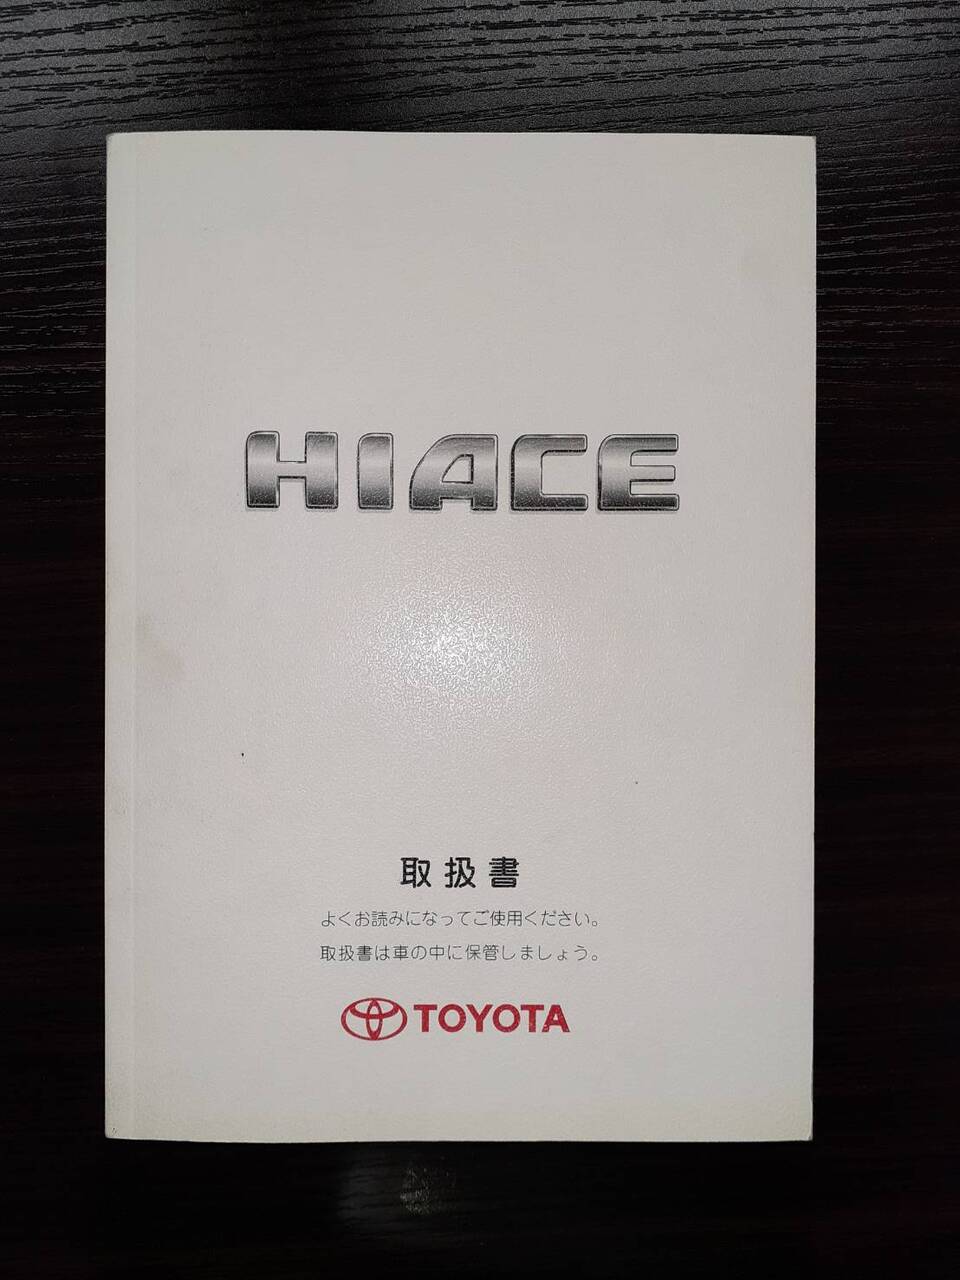 HIACE
取扱書
よくお読みになってご使用ください。
取扱書は車の中に保管しましょう。
TOYOTA